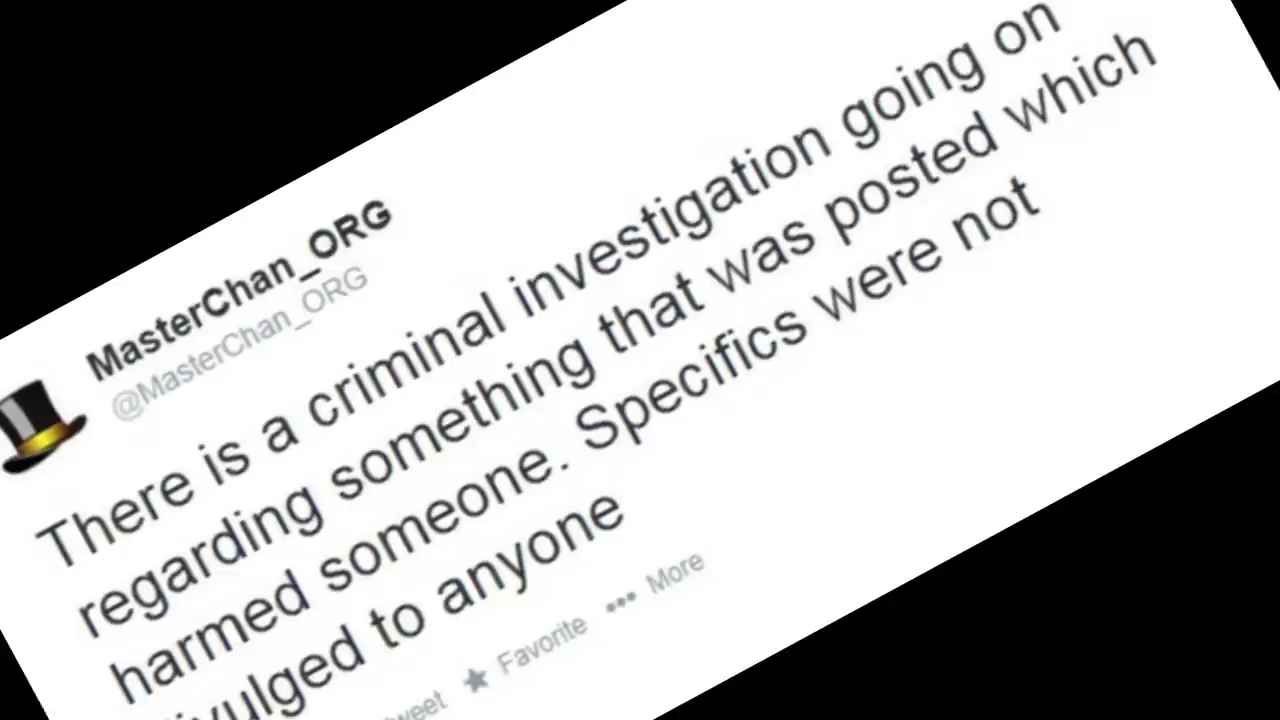 MasterChan_ORG
@MasterChan_ORG
There is a criminal investigation going on
regarding something that was posted which
harmed someone. Specifics were not
divulged to anyone
Favorite ••• More